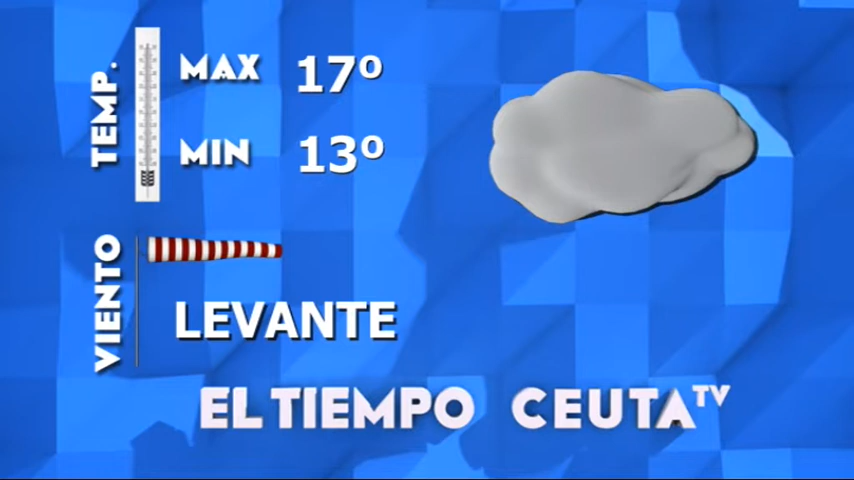 TEMP.
MAX 17º
MIN 13º
VIENTO
LEVANTE
EL TIEMPO CEUTA TV